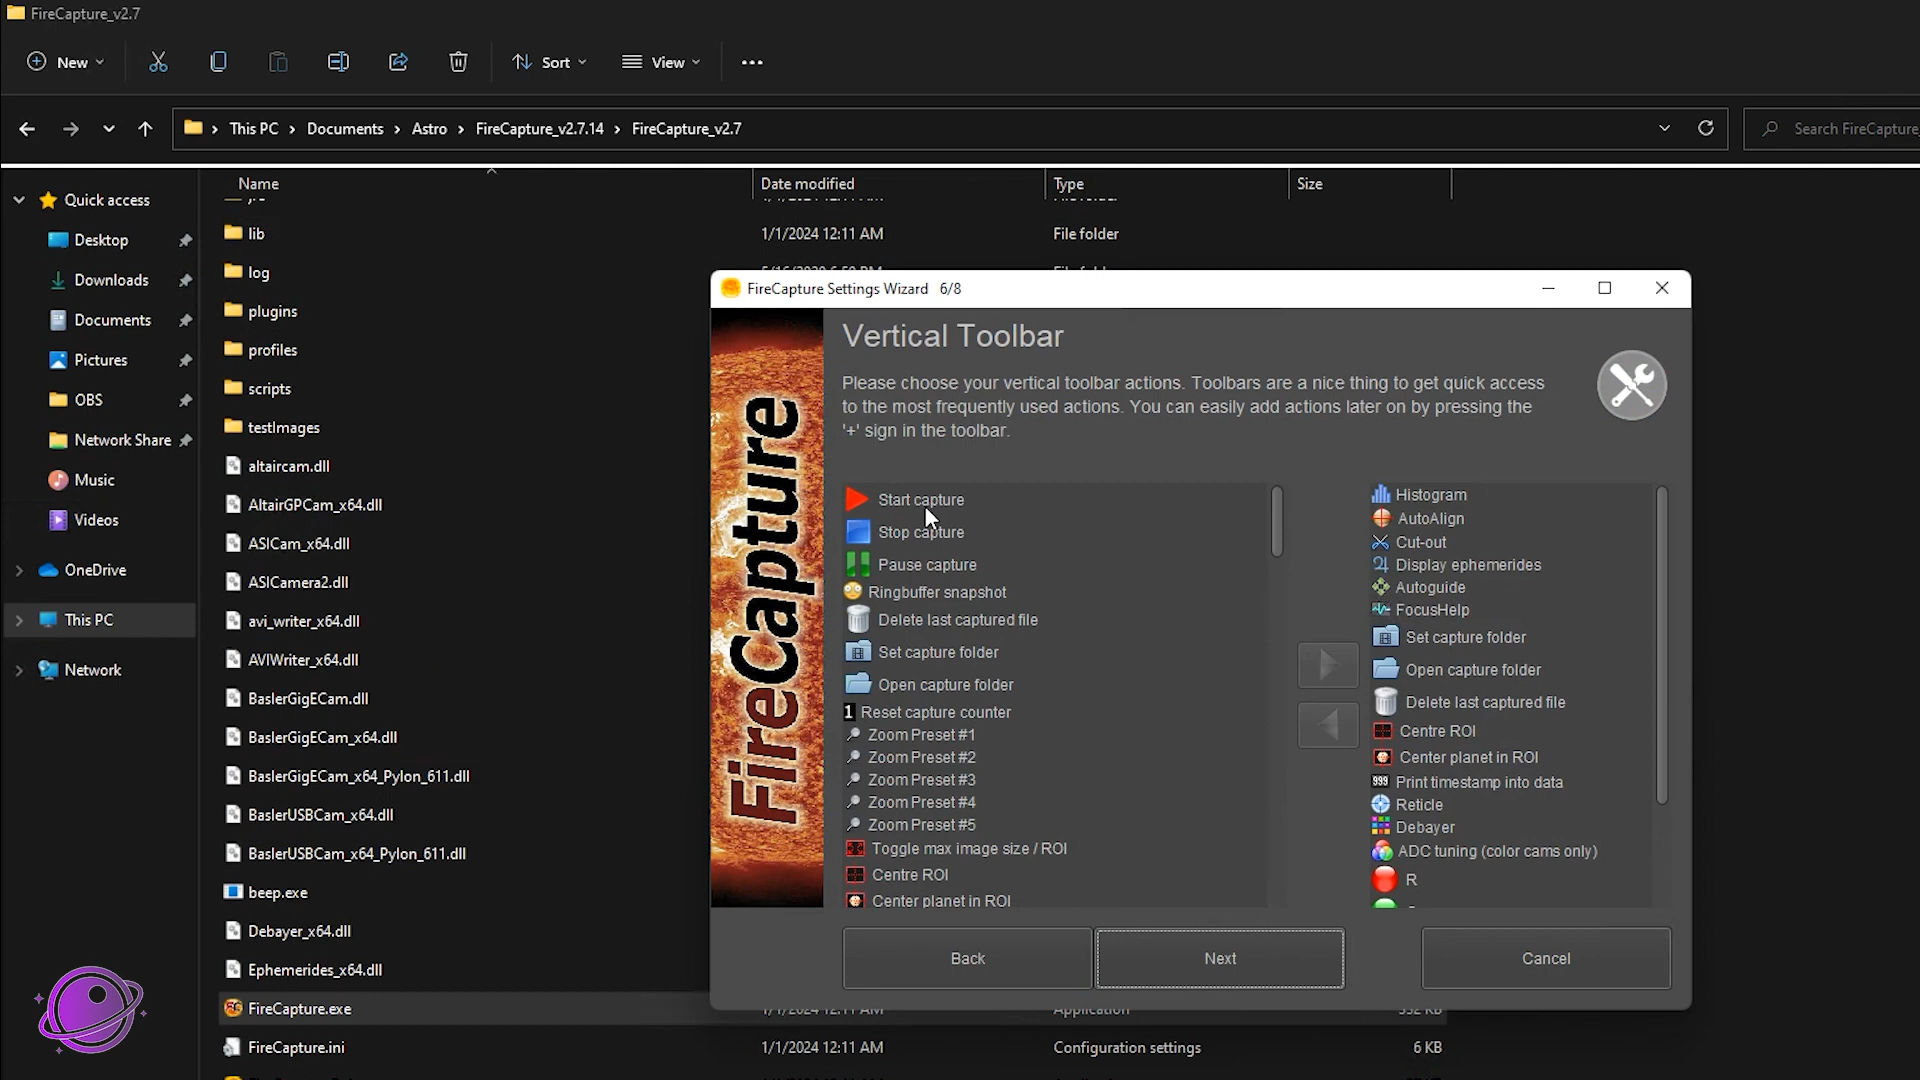 FireCapture_v2.7
New
Sort
View
This PC
Documents
Astro
FireCapture_v2.7.14
FireCapture_v2.7
Search FireCapture_
Name
Date modified
Type
Size
Quick access
Desktop
Downloads
Documents
Pictures
OBS
Network Share
Music
Videos
OneDrive
This PC
Network
lib 1/1/2024 12:11 AM File folder
log
plugins
profiles
scripts
testImages
altaircam.dll
AltairGPCam_x64.dll
ASICam_x64.dll
ASICamera2.dll
avi_writer_x64.dll
AVIWriter_x64.dll
BaslerGigECam.dll
BaslerGigECam_x64.dll
BaslerGigECam_x64_Pylon_611.dll
BaslerUSBCam_x64.dll
BaslerUSBCam_x64_Pylon_611.dll
beep.exe
Debayer_x64.dll
Ephemerides_x64.dll
FireCapture.exe
FireCapture.ini 1/1/2024 12:11 AM Configuration settings 6 KB
FireCapture Settings Wizard 6/8
FireCapture
Vertical Toolbar
Please choose your vertical toolbar actions. Toolbars are a nice thing to get quick access
to the most frequently used actions. You can easily add actions later on by pressing the
'+' sign in the toolbar.
Start capture
Stop capture
Pause capture
Ringbuffer snapshot
Delete last captured file
Set capture folder
Open capture folder
1 Reset capture counter
Zoom Preset #1
Zoom Preset #2
Zoom Preset #3
Zoom Preset #4
Zoom Preset #5
Toggle max image size / ROI
Centre ROI
Center planet in ROI
Histogram
AutoAlign
Cut-out
Display ephemerides
Autoguide
FocusHelp
Set capture folder
Open capture folder
Delete last captured file
Centre ROI
Center planet in ROI
999 Print timestamp into data
Reticle
Debayer
ADC tuning (color cams only)
R
Back
Next
Cancel